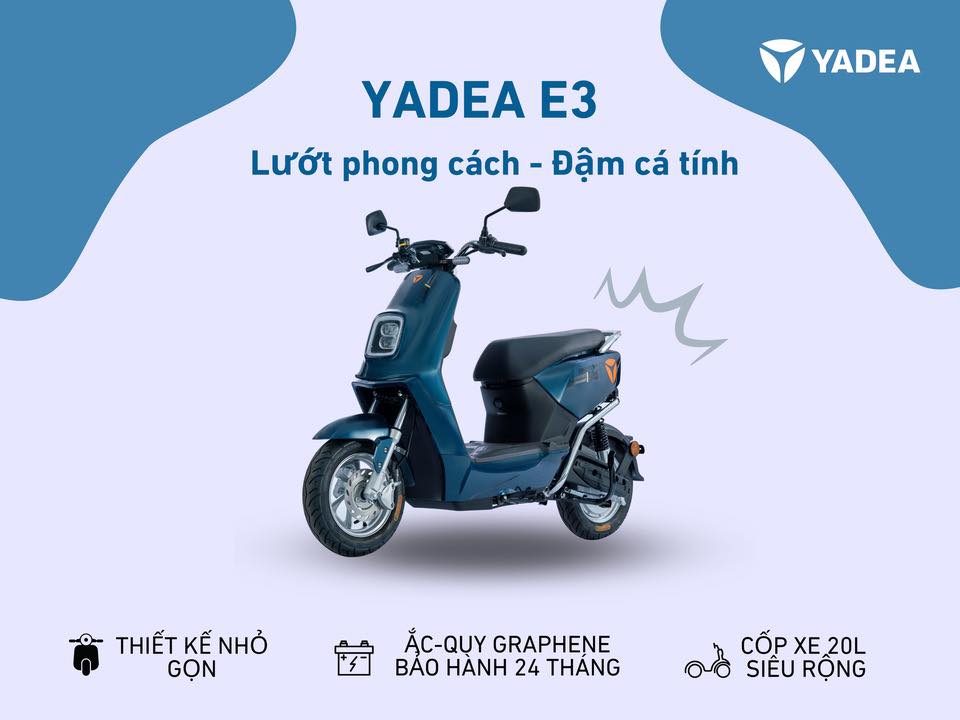 YADEA
YADEA E3
Lướt phong cách - Đậm cá tính
THIẾT KẾ NHỎ
GỌN
ẮC-QUY GRAPHENE
BẢO HÀNH 24 THÁNG
CỐP XE 20L
SIÊU RỘNG